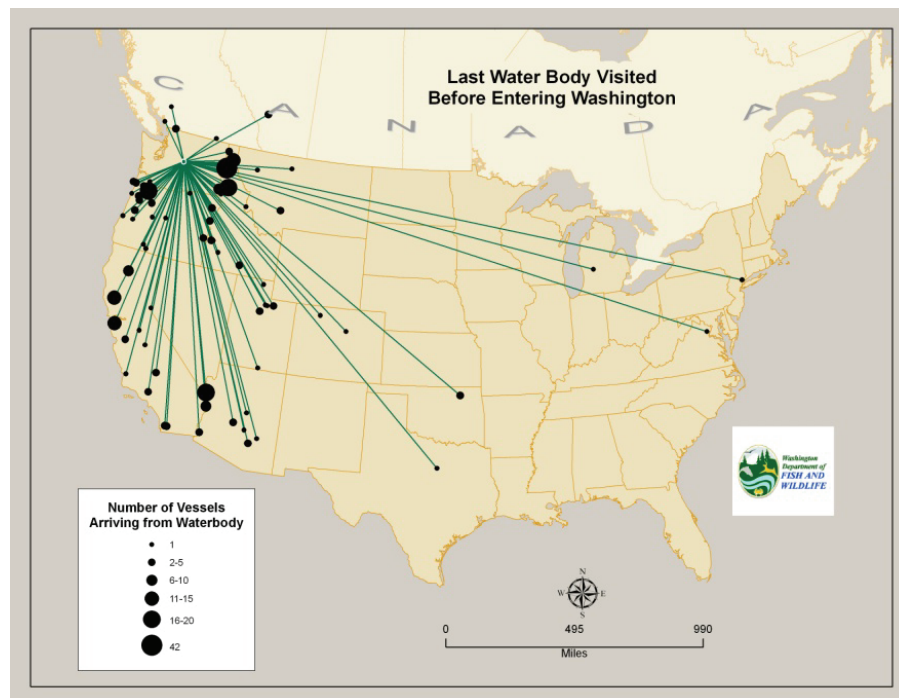 Last Water Body Visited
Before Entering Washington
C A N A D A
Washington
Department of
FISH AND
WILDLIFE
Number of Vessels
Arriving from Waterbody
1
2-5
6-10
11-15
16-20
42
N
W E
S
0 495 990
Miles